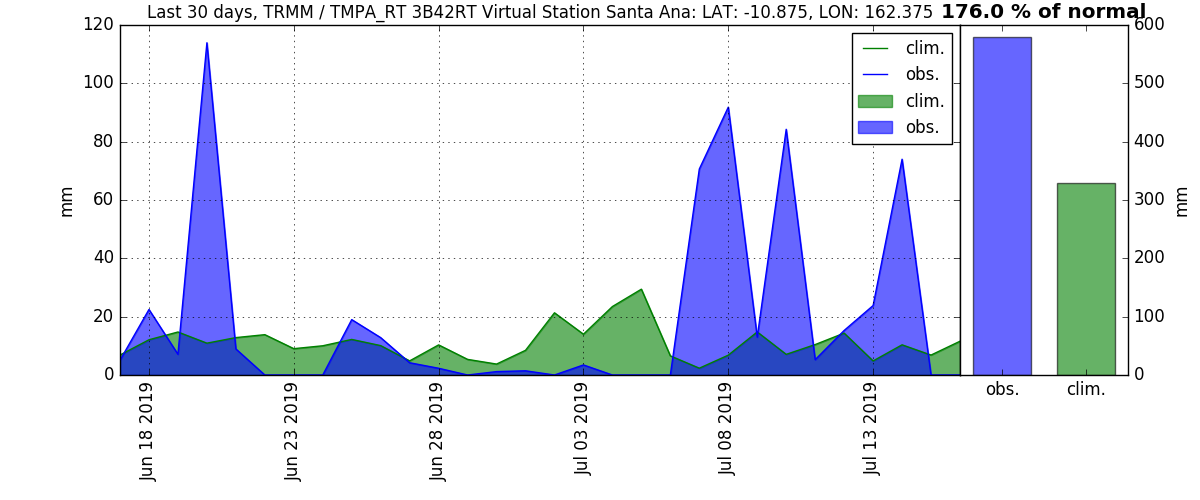 Last 30 days, TRMM / TMPA_RT 3B42RT Virtual Station Santa Ana: LAT: -10.875, LON: 162.375 176.0 % of normal
120
100
80
60
40
20
0
mm
clim.
obs.
clim.
obs.
Jun 18 2019
Jun 23 2019
Jun 28 2019
Jul 03 2019
Jul 08 2019
Jul 13 2019
600
500
400
300
200
100
0
mm
obs. clim.